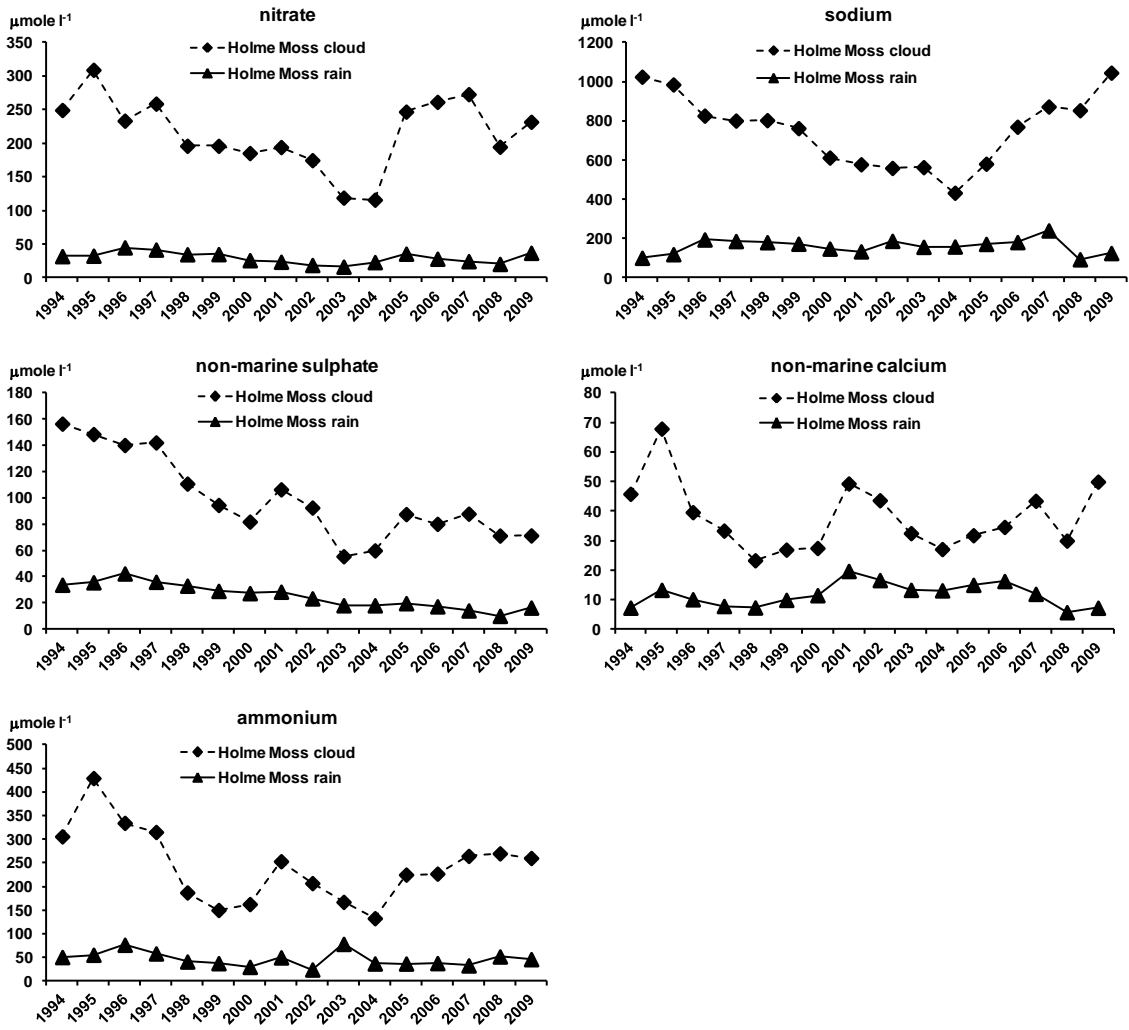 nitrate
μmole l-1
Holme Moss cloud
Holme Moss rain
350
300
250
200
150
100
50
0
1994 1995 1996 1997 1998 1999 2000 2001 2002 2003 2004 2005 2006 2007 2008 2009
sodium
μmole l-1
Holme Moss cloud
Holme Moss rain
1200
1000
800
600
400
200
0
1994 1995 1996 1997 1998 1999 2000 2001 2002 2003 2004 2005 2006 2007 2008 2009
non-marine sulphate
μmole l-1
Holme Moss cloud
Holme Moss rain
180
160
140
120
100
80
60
40
20
0
1994 1995 1996 1997 1998 1999 2000 2001 2002 2003 2004 2005 2006 2007 2008 2009
non-marine calcium
μmole l-1
Holme Moss cloud
Holme Moss rain
80
70
60
50
40
30
20
10
0
1994 1995 1996 1997 1998 1999 2000 2001 2002 2003 2004 2005 2006 2007 2008 2009
ammonium
μmole l-1
Holme Moss cloud
Holme Moss rain
500
450
400
350
300
250
200
150
100
50
0
1994 1995 1996 1997 1998 1999 2000 2001 2002 2003 2004 2005 2006 2007 2008 2009